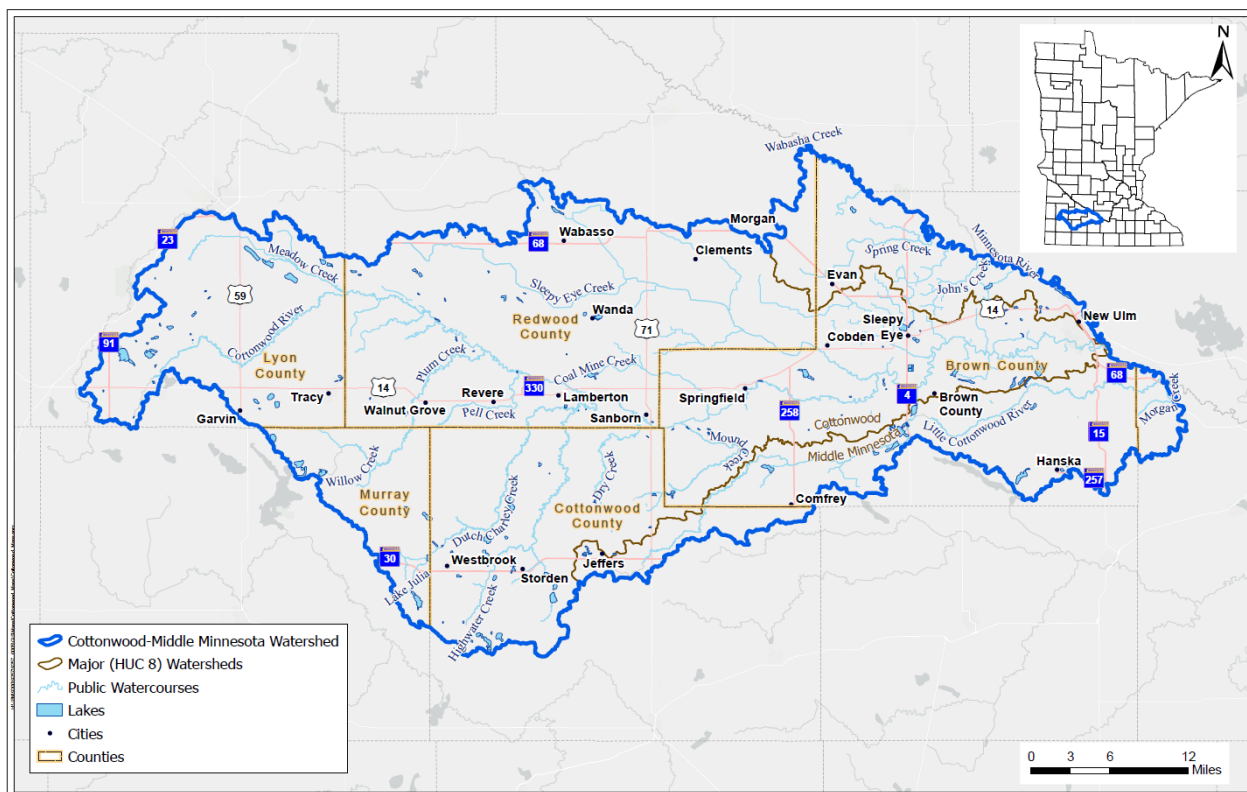 N
Wabasha Creek
Morgan
23
68
Wabasso
Clements
Spring Creek
Minnesota River
Meadow Creek
Evan
59
Sleepy Eye Creek
John's Creek
Wanda
14
Redwood
County
71
Sleepy
Eye
New Ulm
91
Cottonwood River
Lyon
County
Plum Creek
Coal Mine Creek
Cobden
Brown County
68
Tracy
14
Revere
330
Lamberton
Springfield
4
Brown
County
Morgan Creek
Walnut Grove
Pell Creek
Garvin
Sanborn
258
Cottonwood
Middle Minnesota
Little Cottonwood River
15
Mound Creek
Willow Creek
Dry Creek
Hanska
257
Murray
County
Dutch Charley Creek
Cottonwood
County
Comfrey
30
Westbrook
Jeffers
Lake Julia
Storden
Highwater Creek
Cottonwood-Middle Minnesota Watershed
Major (HUC 8) Watersheds
Public Watercourses
Lakes
Cities
Counties
0 3 6 12
Miles